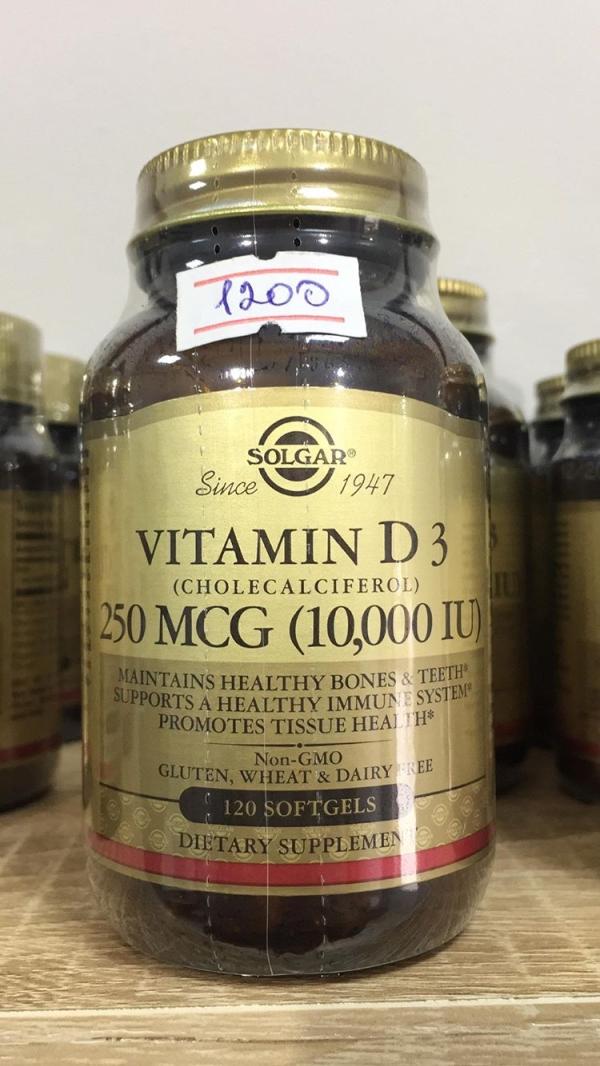 1200
SOLGAR®
Since 1947
VITAMIN D 3
(CHOLECALCIFEROL)
250 MCG (10,000 IU)
MAINTAINS HEALTHY BONES & TEETH*
SUPPORTS A HEALTHY IMMUNE SYSTEM*
PROMOTES TISSUE HEALTH*
Non-GMO
GLUTEN, WHEAT & DAIRY FREE
120 SOFTGELS
DIETARY SUPPLEMENT